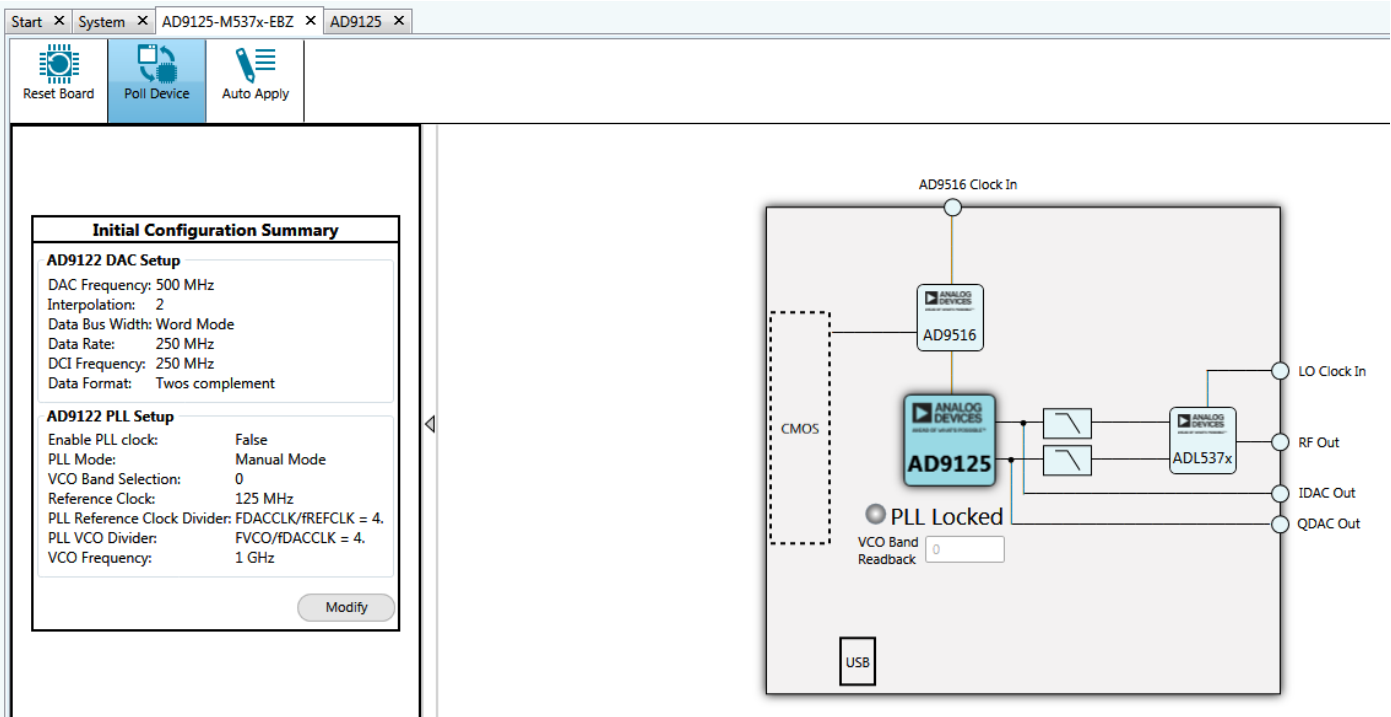 Start × System × AD9125-M537x-EBZ × AD9125 ×
Reset Board Poll Device Auto Apply
Initial Configuration Summary
AD9122 DAC Setup
DAC Frequency: 500 MHz
Interpolation: 2
Data Bus Width: Word Mode
Data Rate: 250 MHz
DCI Frequency: 250 MHz
Data Format: Twos complement
AD9122 PLL Setup
Enable PLL clock: False
PLL Mode: Manual Mode
VCO Band Selection: 0
Reference Clock: 125 MHz
PLL Reference Clock Divider: FDACCLK/fREFCLK = 4.
PLL VCO Divider: FVCO/fDACCLK = 4.
VCO Frequency: 1 GHz
Modify
AD9516 Clock In
ANALOG
DEVICES
AD9516
CMOS
ANALOG
DEVICES
AHEAD OF WHAT'S POSSIBLE™
AD9125
PLL Locked
VCO Band
Readback
0
ANALOG
DEVICES
ADL537x
LO Clock In
RF Out
IDAC Out
QDAC Out
USB